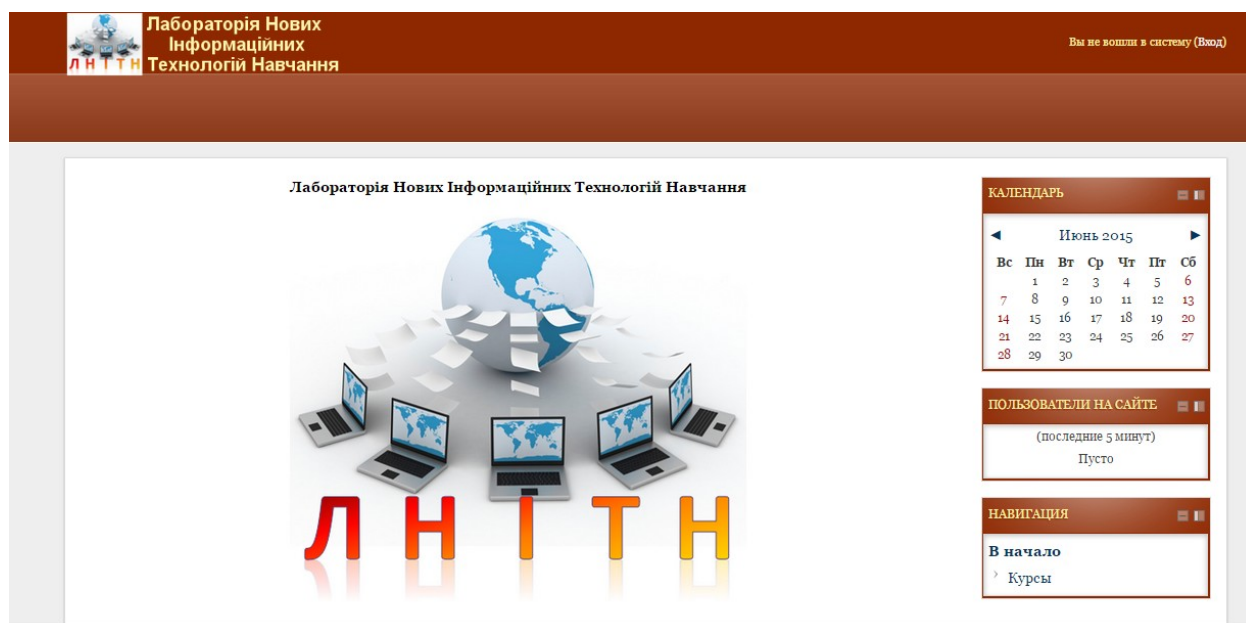 Лабораторія Нових
Інформаційних
Технологій Навчання
ЛНІТН
Вы не вошли в систему (Вход)
Лабораторія Нових Інформаційних Технологій Навчання
ЛНІТН
КАЛЕНДАРЬ
◄ Июнь 2015 ►
Вс Пн Вт Ср Чт Пт Сб
1 2 3 4 5 6
7 8 9 10 11 12 13
14 15 16 17 18 19 20
21 22 23 24 25 26 27
28 29 30
ПОЛЬЗОВАТЕЛИ НА САЙТЕ
(последние 5 минут)
Пусто
НАВИГАЦИЯ
В начало
Курсы